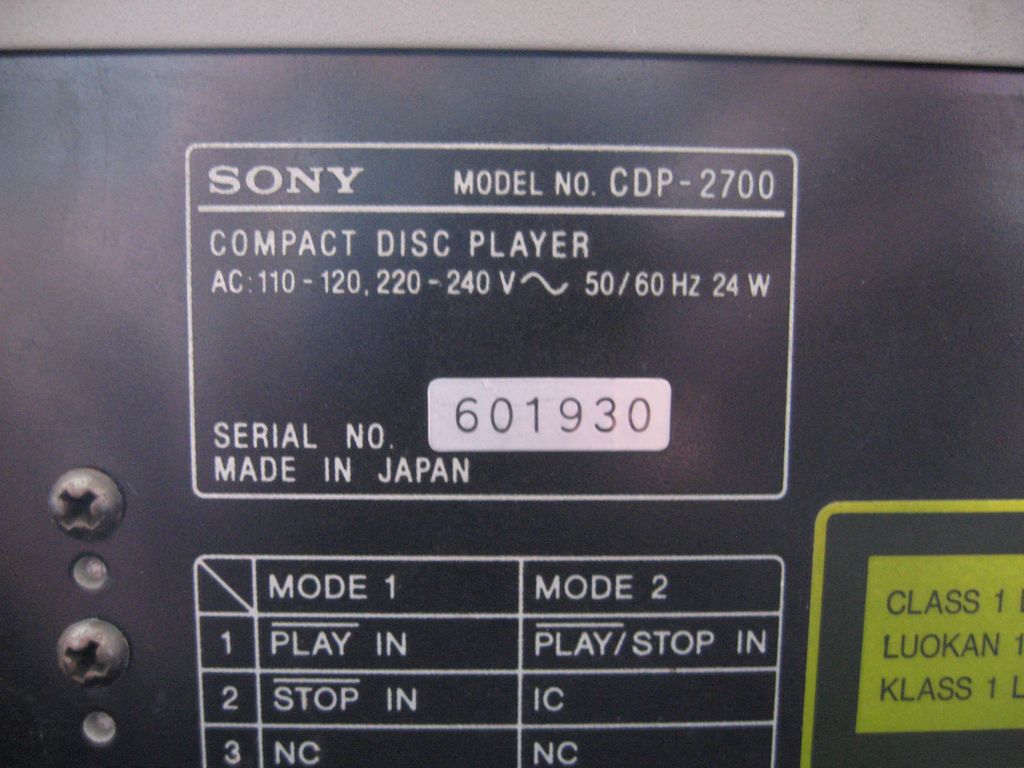 SONY MODEL NO. CDP-2700
COMPACT DISC PLAYER
AC: 110 - 120, 220 - 240 V ~ 50/60 Hz 24 W
SERIAL NO. 601930
MADE IN JAPAN
MODE 1 MODE 2
1 PLAY IN PLAY/STOP IN
2 STOP IN IC
3 NC NC
CLASS 1
LUOKAN 1
KLASS 1 L